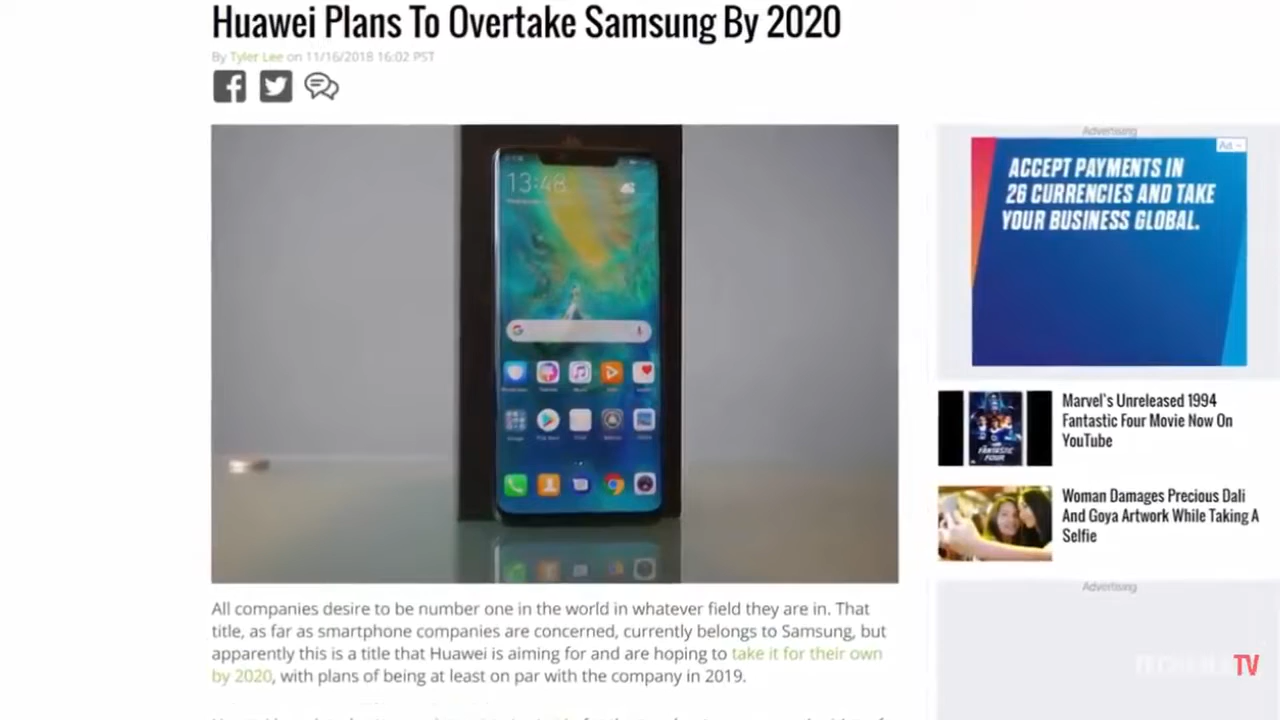 Huawei Plans To Overtake Samsung By 2020
By Tyler Lee on 11/16/2018 16:02 PST
13:48
Advertising
Ad
ACCEPT PAYMENTS IN
26 CURRENCIES AND TAKE
YOUR BUSINESS GLOBAL.
Marvel`s Unreleased 1994
Fantastic Four Movie Now On
YouTube
FANTASTIC
FOUR
Woman Damages Precious Dali
And Goya Artwork While Taking A
Selfie
Advertising
All companies desire to be number one in the world in whatever field they are in. That
title, as far as smartphone companies are concerned, currently belongs to Samsung, but
apparently this is a title that Huawei is aiming for and are hoping to take it for their own
by 2020, with plans of being at least on par with the company in 2019.
TV